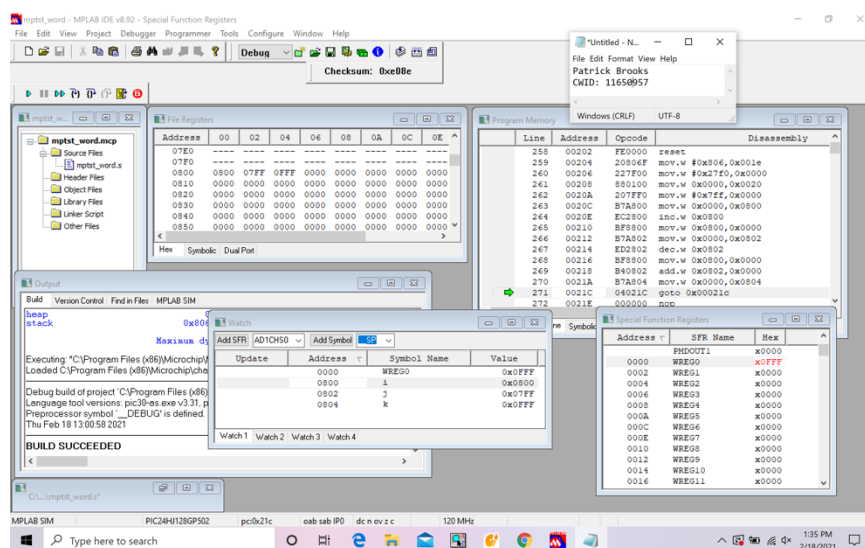 mptst_word - MPLAB IDE v8.92 - Special Function Registers
File Edit View Project Debugger Programmer Tools Configure Window Help
Debug
Checksum: 0xe08e
*Untitled - N...
File Edit Format View Help
Patrick Brooks
CWID: 11650957
Windows (CRLF) UTF-8
mptst_w...
mptst_word.mcp
Source Files
mptst_word.s
Header Files
Object Files
Library Files
Linker Script
Other Files
File Registers
Address 00 02 04 06 08 0A 0C 0E
07E0 ---- ---- ---- ---- ---- ---- ---- ----
07F0 ---- ---- ---- ---- ---- ---- ---- ----
0800 0800 07FF 0FFF 0000 0000 0000 0000 0000
0810 0000 0000 0000 0000 0000 0000 0000 0000
0820 0000 0000 0000 0000 0000 0000 0000 0000
0830 0000 0000 0000 0000 0000 0000 0000 0000
0840 0000 0000 0000 0000 0000 0000 0000 0000
0850 0000 0000 0000 0000 0000 0000 0000 0000
Hex Symbolic Dual Port
Program Memory
Line Address Opcode Disassembly
258 00202 FE0000 reset
259 00204 20806F mov.w #0x806,0x001e
260 00206 227F00 mov.w #0x27f0,0x0000
261 00208 880100 mov.w 0x0000,0x0020
262 0020A 207FF0 mov.w #0x7ff,0x0000
263 0020C B7A800 mov.w 0x0000,0x0800
264 0020E EC2800 inc.w 0x0800
265 00210 BF8800 mov.w 0x0800,0x0000
266 00212 B7A802 mov.w 0x0000,0x0802
267 00214 ED2802 dec.w 0x0802
268 00216 BF8800 mov.w 0x0800,0x0000
269 00218 B40802 add.w 0x0802,0x0000
270 0021A B7A804 mov.w 0x0000,0x0804
271 0021C 04021C goto 0x00021c
272 0021E 000000 nop
Symbolic
Output
Build Version Control Find in Files MPLAB SIM
heap
stack 0x806
Maximum dy
Executing: "C:\Program Files (x86)\Microchip\
Loaded C:\Program Files (x86)\Microchip\
Debug build of project `C:\Program Files (x86)
Language tool versions: pic30-as.exe v3.31, p
Preprocessor symbol `__DEBUG' is defined.
Thu Feb 18 13:00:58 2021
BUILD SUCCEEDED
Watch
Add SFR AD1CHS0 Add Symbol _SP
Update Address Symbol Name Value
0000 WREG0 0x0FFF
0800 i 0x0800
0802 j 0x07FF
0804 k 0x0FFF
Watch 1 Watch 2 Watch 3 Watch 4
Special Function Registers
Address SFR Name Hex
PMDOUT1 x0000
0000 WREG0 x0FFF
0002 WREG1 x0000
0004 WREG2 x0000
0006 WREG3 x0000
0008 WREG4 x0000
000A WREG5 x0000
000C WREG6 x0000
000E WREG7 x0000
0010 WREG8 x0000
0012 WREG9 x0000
0014 WREG10 x0000
0016 WREG11 x0000
C:\...\mptst_word.s*
MPLAB SIM PIC24HJ128GP502 pc:0x21c oab sab IP0 dc n ov z c 120 MHz
Type here to search
1:35 PM
2/18/2021